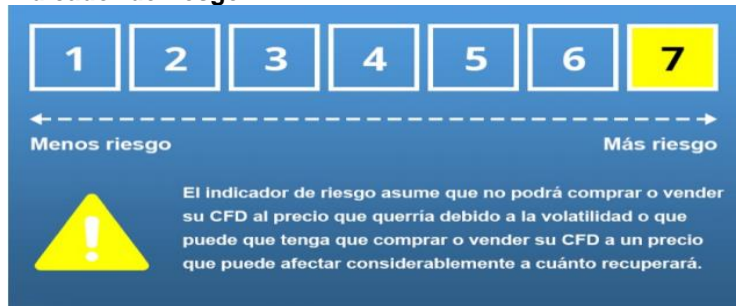 1 2 3 4 5 6 7
Menos riesgo Más riesgo
El indicador de riesgo asume que no podrá comprar o vender
su CFD al precio que querría debido a la volatilidad o que
puede que tenga que comprar o vender su CFD a un precio
que puede afectar considerablemente a cuánto recuperará.